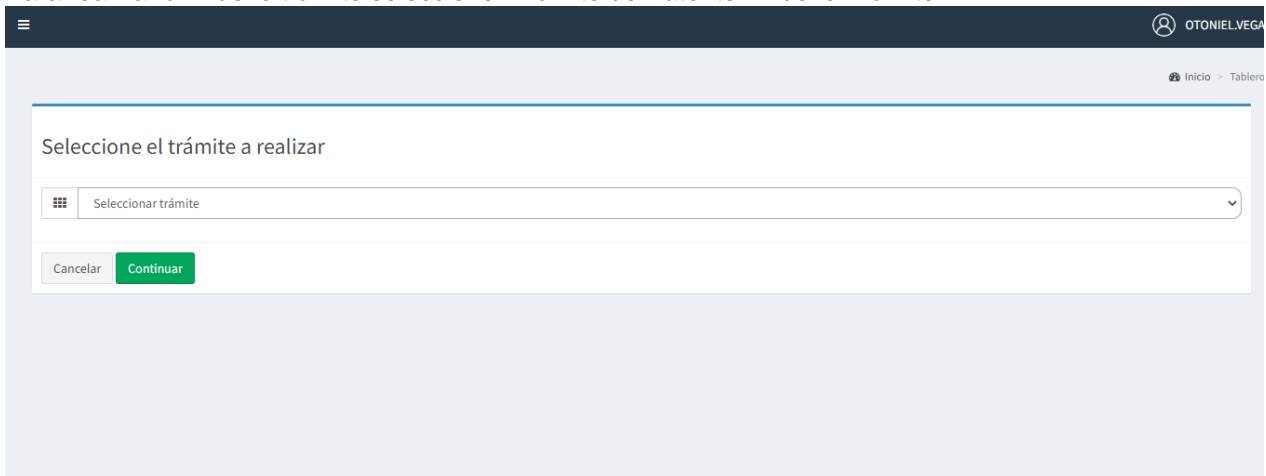 OTONIEL.VEGA
Inicio > Tablero
Seleccione el trámite a realizar
Seleccionar trámite
Cancelar Continuar